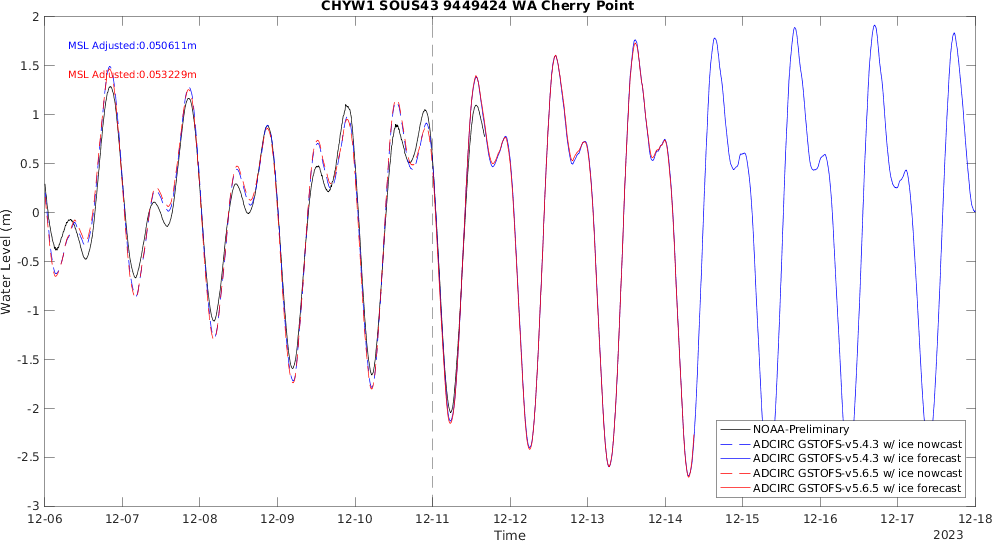 CHYW1 SOUS43 9449424 WA Cherry Point
MSL Adjusted:0.050611m
MSL Adjusted:0.053229m
Water Level (m)
2
1.5
1
0.5
0
-0.5
-1
-1.5
-2
-2.5
-3
NOAA-Preliminary
ADCIRC GSTOFS-v5.4.3 w/ ice nowcast
ADCIRC GSTOFS-v5.4.3 w/ ice forecast
ADCIRC GSTOFS-v5.6.5 w/ ice nowcast
ADCIRC GSTOFS-v5.6.5 w/ ice forecast
12-06 12-07 12-08 12-09 12-10 12-11 12-12 12-13 12-14 12-15 12-16 12-17 12-18
Time
2023